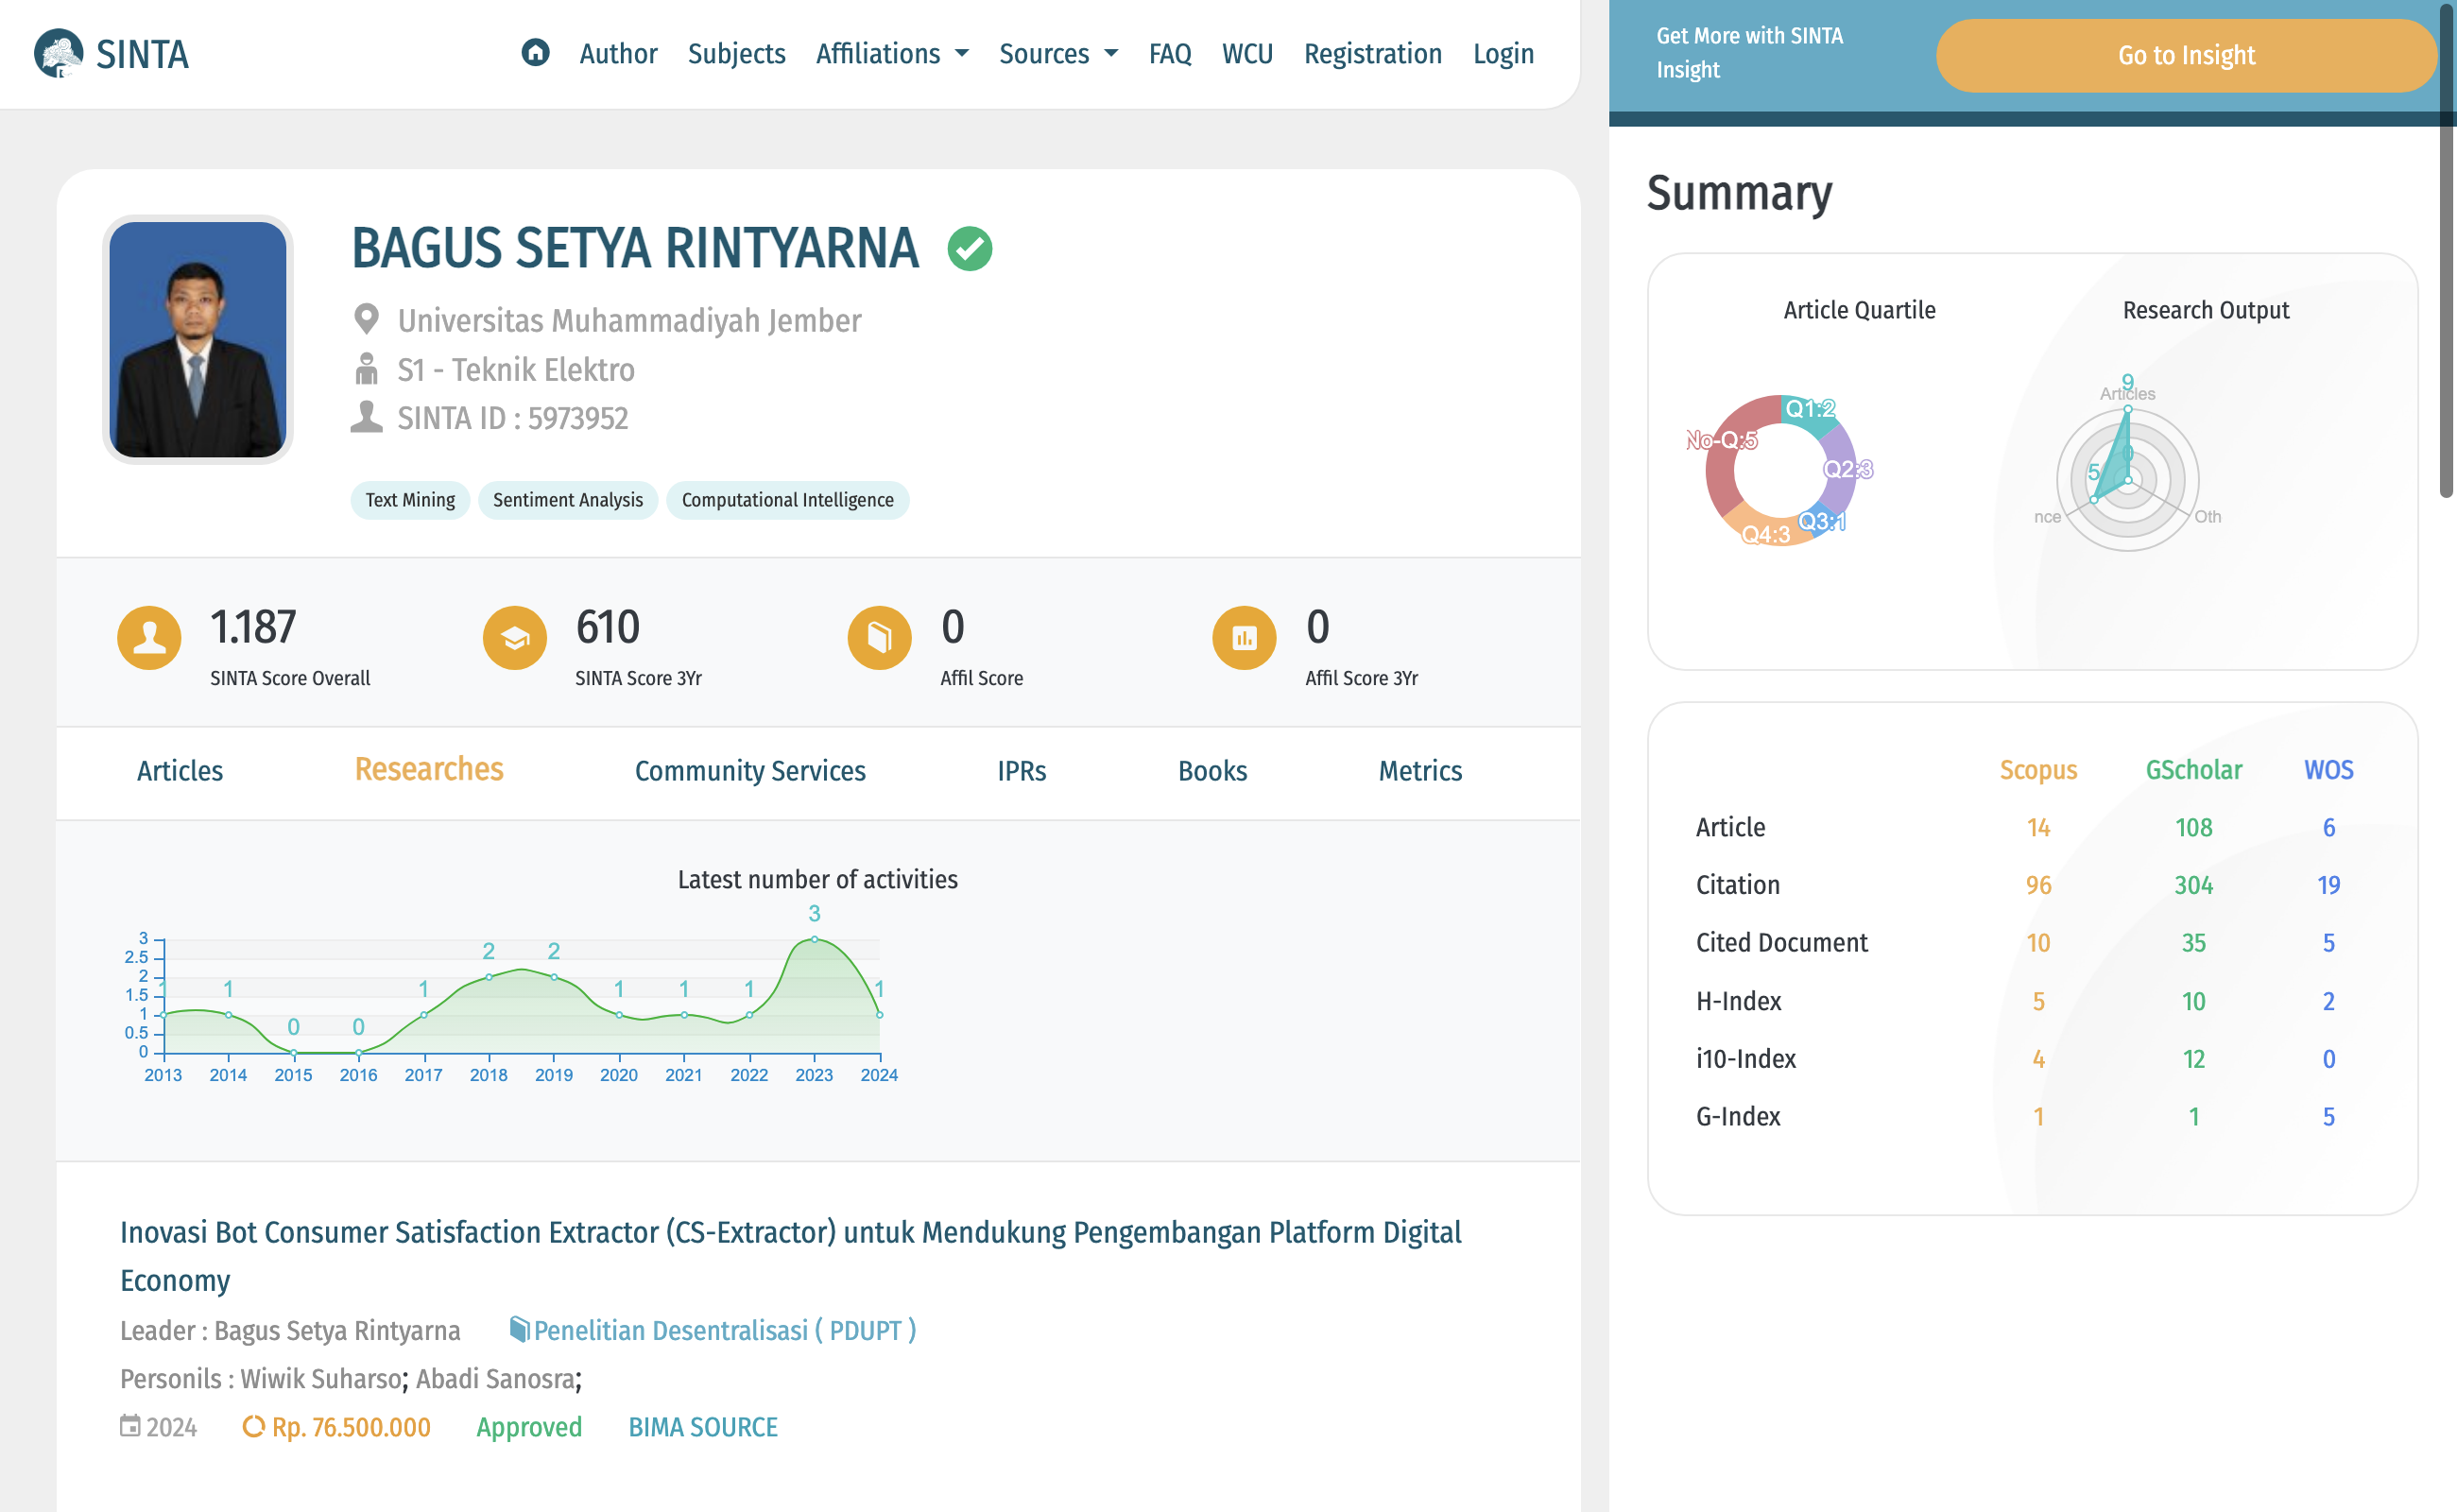 SINTA
Author Subjects Affiliations Sources FAQ WCU Registration Login
Get More with SINTA
Insight
Go to Insight
BAGUS SETYA RINTYARNA
Universitas Muhammadiyah Jember
S1 - Teknik Elektro
SINTA ID : 5973952
Text Mining Sentiment Analysis Computational Intelligence
1.187
SINTA Score Overall
610
SINTA Score 3Yr
0
Affil Score
0
Affil Score 3Yr
Articles Researches Community Services IPRs Books Metrics
Latest number of activities
3
2.5
2
1.5
1
0.5
0
1 1 0 0 1 2 2 1 1 1 3 1
2013 2014 2015 2016 2017 2018 2019 2020 2021 2022 2023 2024
Inovasi Bot Consumer Satisfaction Extractor (CS-Extractor) untuk Mendukung Pengembangan Platform Digital
Economy
Leader : Bagus Setya Rintyarna Penelitian Desentralisasi ( PDUPT )
Personils : Wiwik Suharso; Abadi Sanosra;
2024 Rp. 76.500.000 Approved BIMA SOURCE
Summary
Article Quartile
Q1:2
Q2:3
Q3:1
Q4:3
No-Q:5
Research Output
9
Articles
0
5
nce
Oth
Scopus GScholar WOS
Article 14 108 6
Citation 96 304 19
Cited Document 10 35 5
H-Index 5 10 2
i10-Index 4 12 0
G-Index 1 1 5